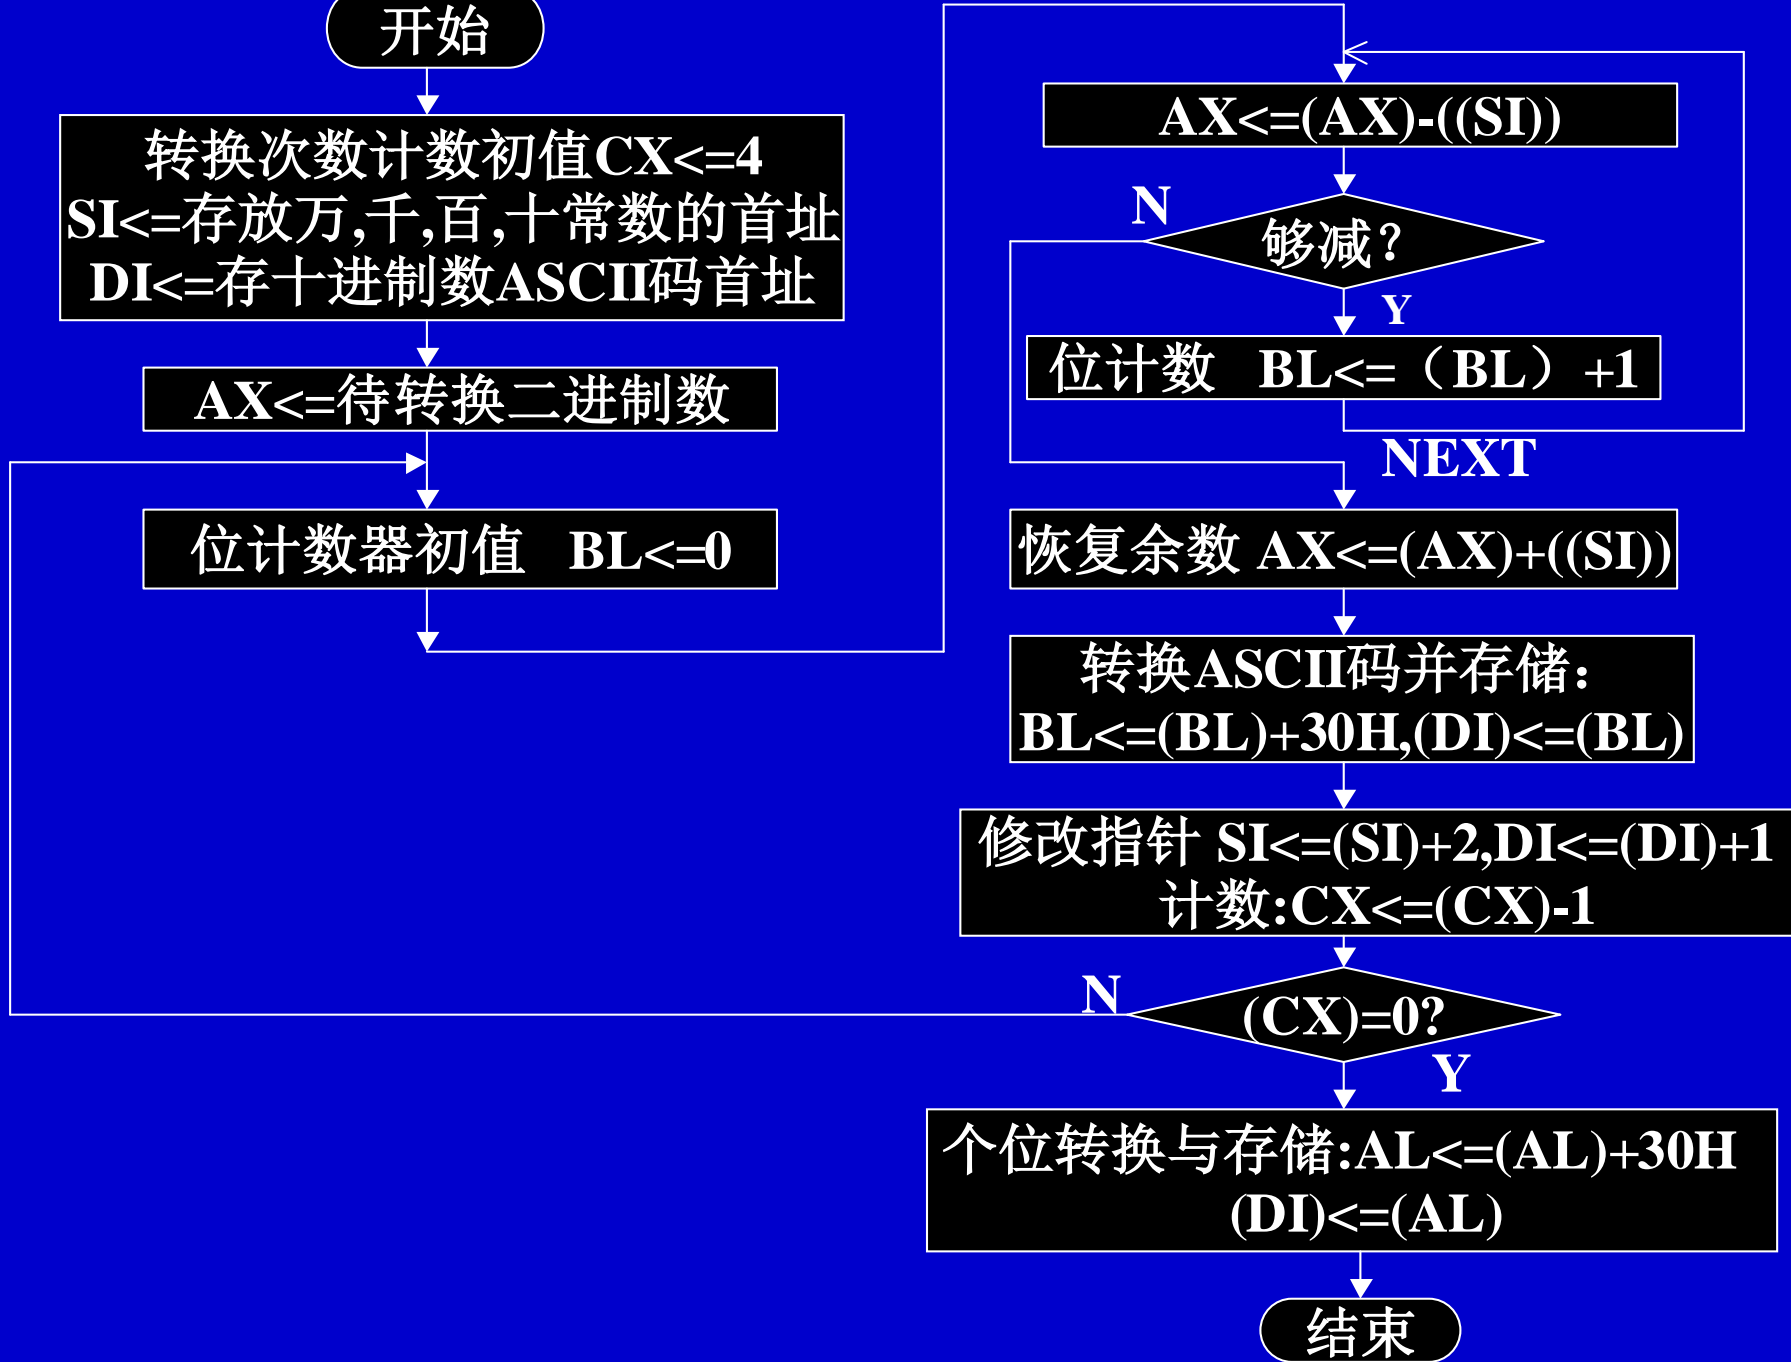 开始
转换次数计数初值CX<=4
SI<=存放万,千,百,十常数的首址
DI<=存十进制数ASCII码首址
AX<=待转换二进制数
位计数器初值 BL<=0
AX<=(AX)-((SI))
N
够减?
Y
位计数 BL<=（BL）+1
NEXT
恢复余数 AX<=(AX)+((SI))
转换ASCII码并存储:
BL<=(BL)+30H,(DI)<=(BL)
修改指针 SI<=(SI)+2,DI<=(DI)+1
计数:CX<=(CX)-1
N
(CX)=0?
Y
个位转换与存储:AL<=(AL)+30H
(DI)<=(AL)
结束